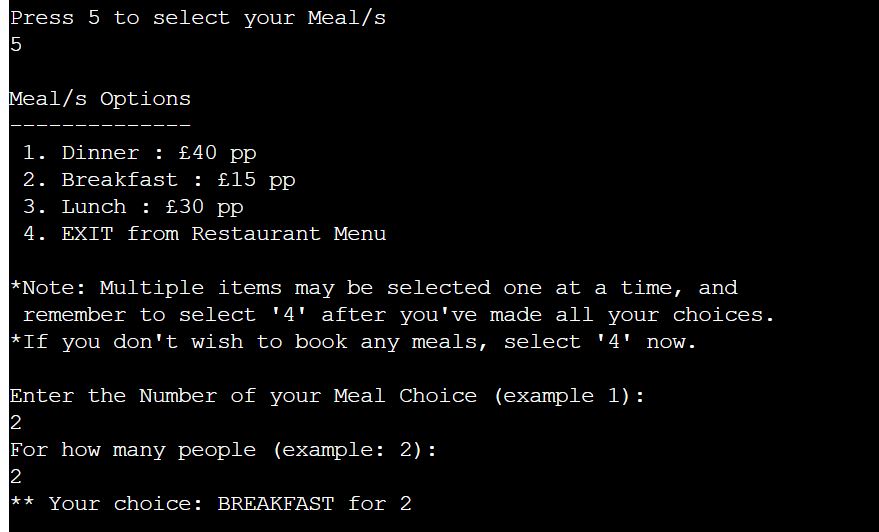 Press 5 to select your Meal/s
5
Meal/s Options
--------------
1. Dinner : £40 pp
2. Breakfast : £15 pp
3. Lunch : £30 pp
4. EXIT from Restaurant Menu
*Note: Multiple items may be selected one at a time, and
remember to select '4' after you've made all your choices.
*If you don't wish to book any meals, select '4' now.
Enter the Number of your Meal Choice (example 1):
2
For how many people (example: 2):
2
** Your choice: BREAKFAST for 2